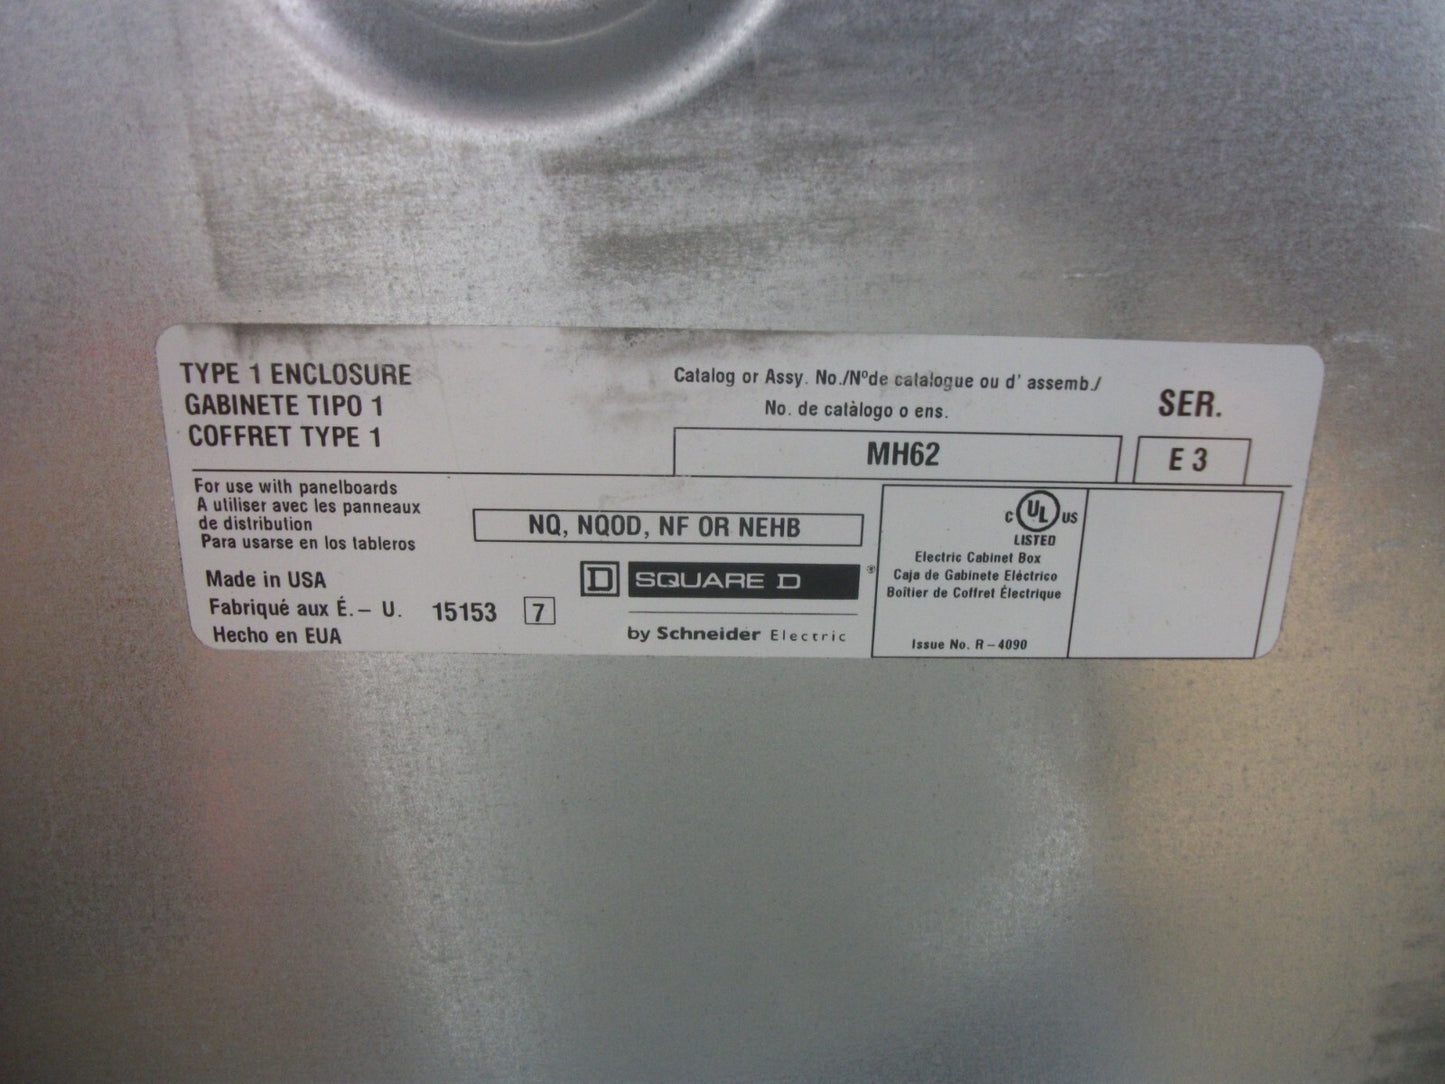 TYPE 1 ENCLOSURE
GABINETE TIPO 1
COFFRET TYPE 1
Catalog or Assy. No./Nºde catalogue ou d' assemb./
No. de catàlogo o ens.
SER.
MH62
E 3
For use with panelboards
A utiliser avec les panneaux
de distribution
Para usarse en los tableros
NQ, NQOD, NF OR NEHB
Made in USA
Fabriqué aux É.– U.
Hecho en EUA
15153 7
D SQUARE D ®
by Schneider Electric
C UL US
LISTED
Electric Cabinet Box
Caja de Gabinete Eléctrico
Boîtier de Coffret Électrique
Issue No. R – 4090